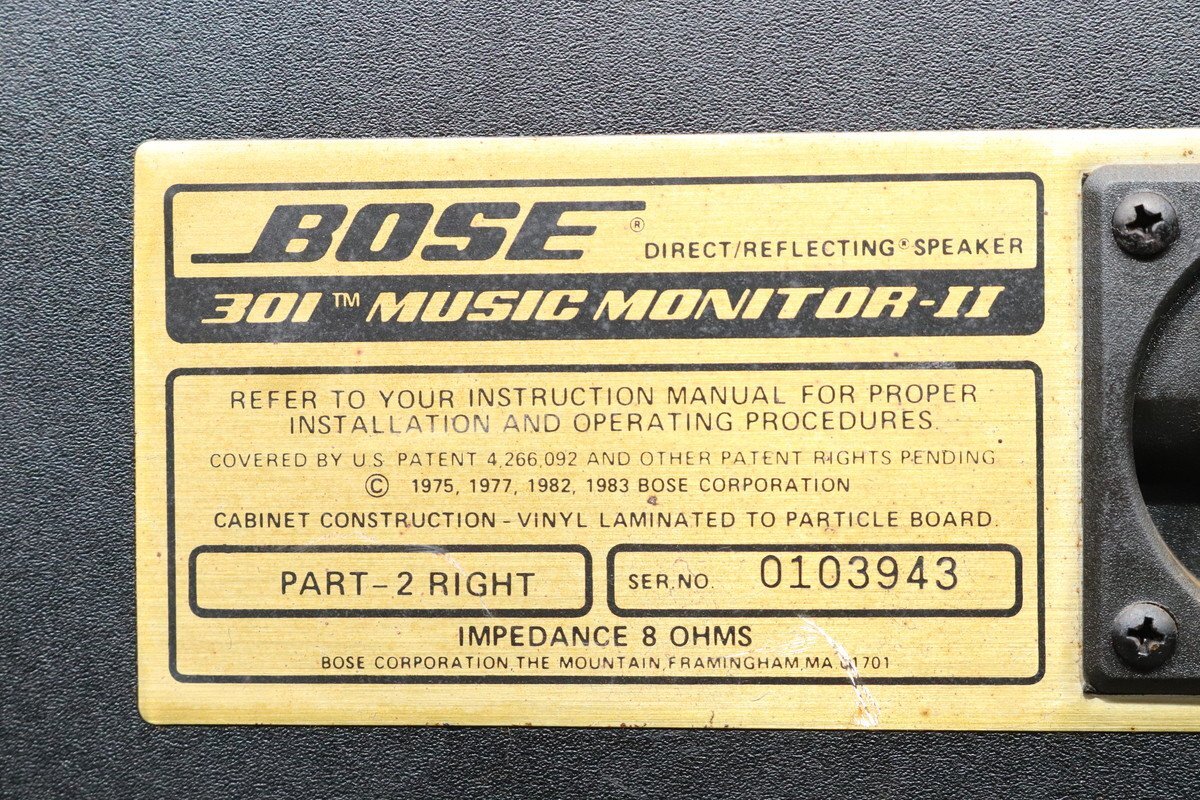 BOSE®
DIRECT/REFLECTING® SPEAKER
301™ MUSIC MONITOR-II
REFER TO YOUR INSTRUCTION MANUAL FOR PROPER
INSTALLATION AND OPERATING PROCEDURES.
COVERED BY U.S. PATENT 4,266,092 AND OTHER PATENT RIGHTS PENDING
© 1975, 1977, 1982, 1983 BOSE CORPORATION
CABINET CONSTRUCTION - VINYL LAMINATED TO PARTICLE BOARD.
PART-2 RIGHT
SER. NO. 0103943
IMPEDANCE 8 OHMS
BOSE CORPORATION, THE MOUNTAIN, FRAMINGHAM, MA 01701